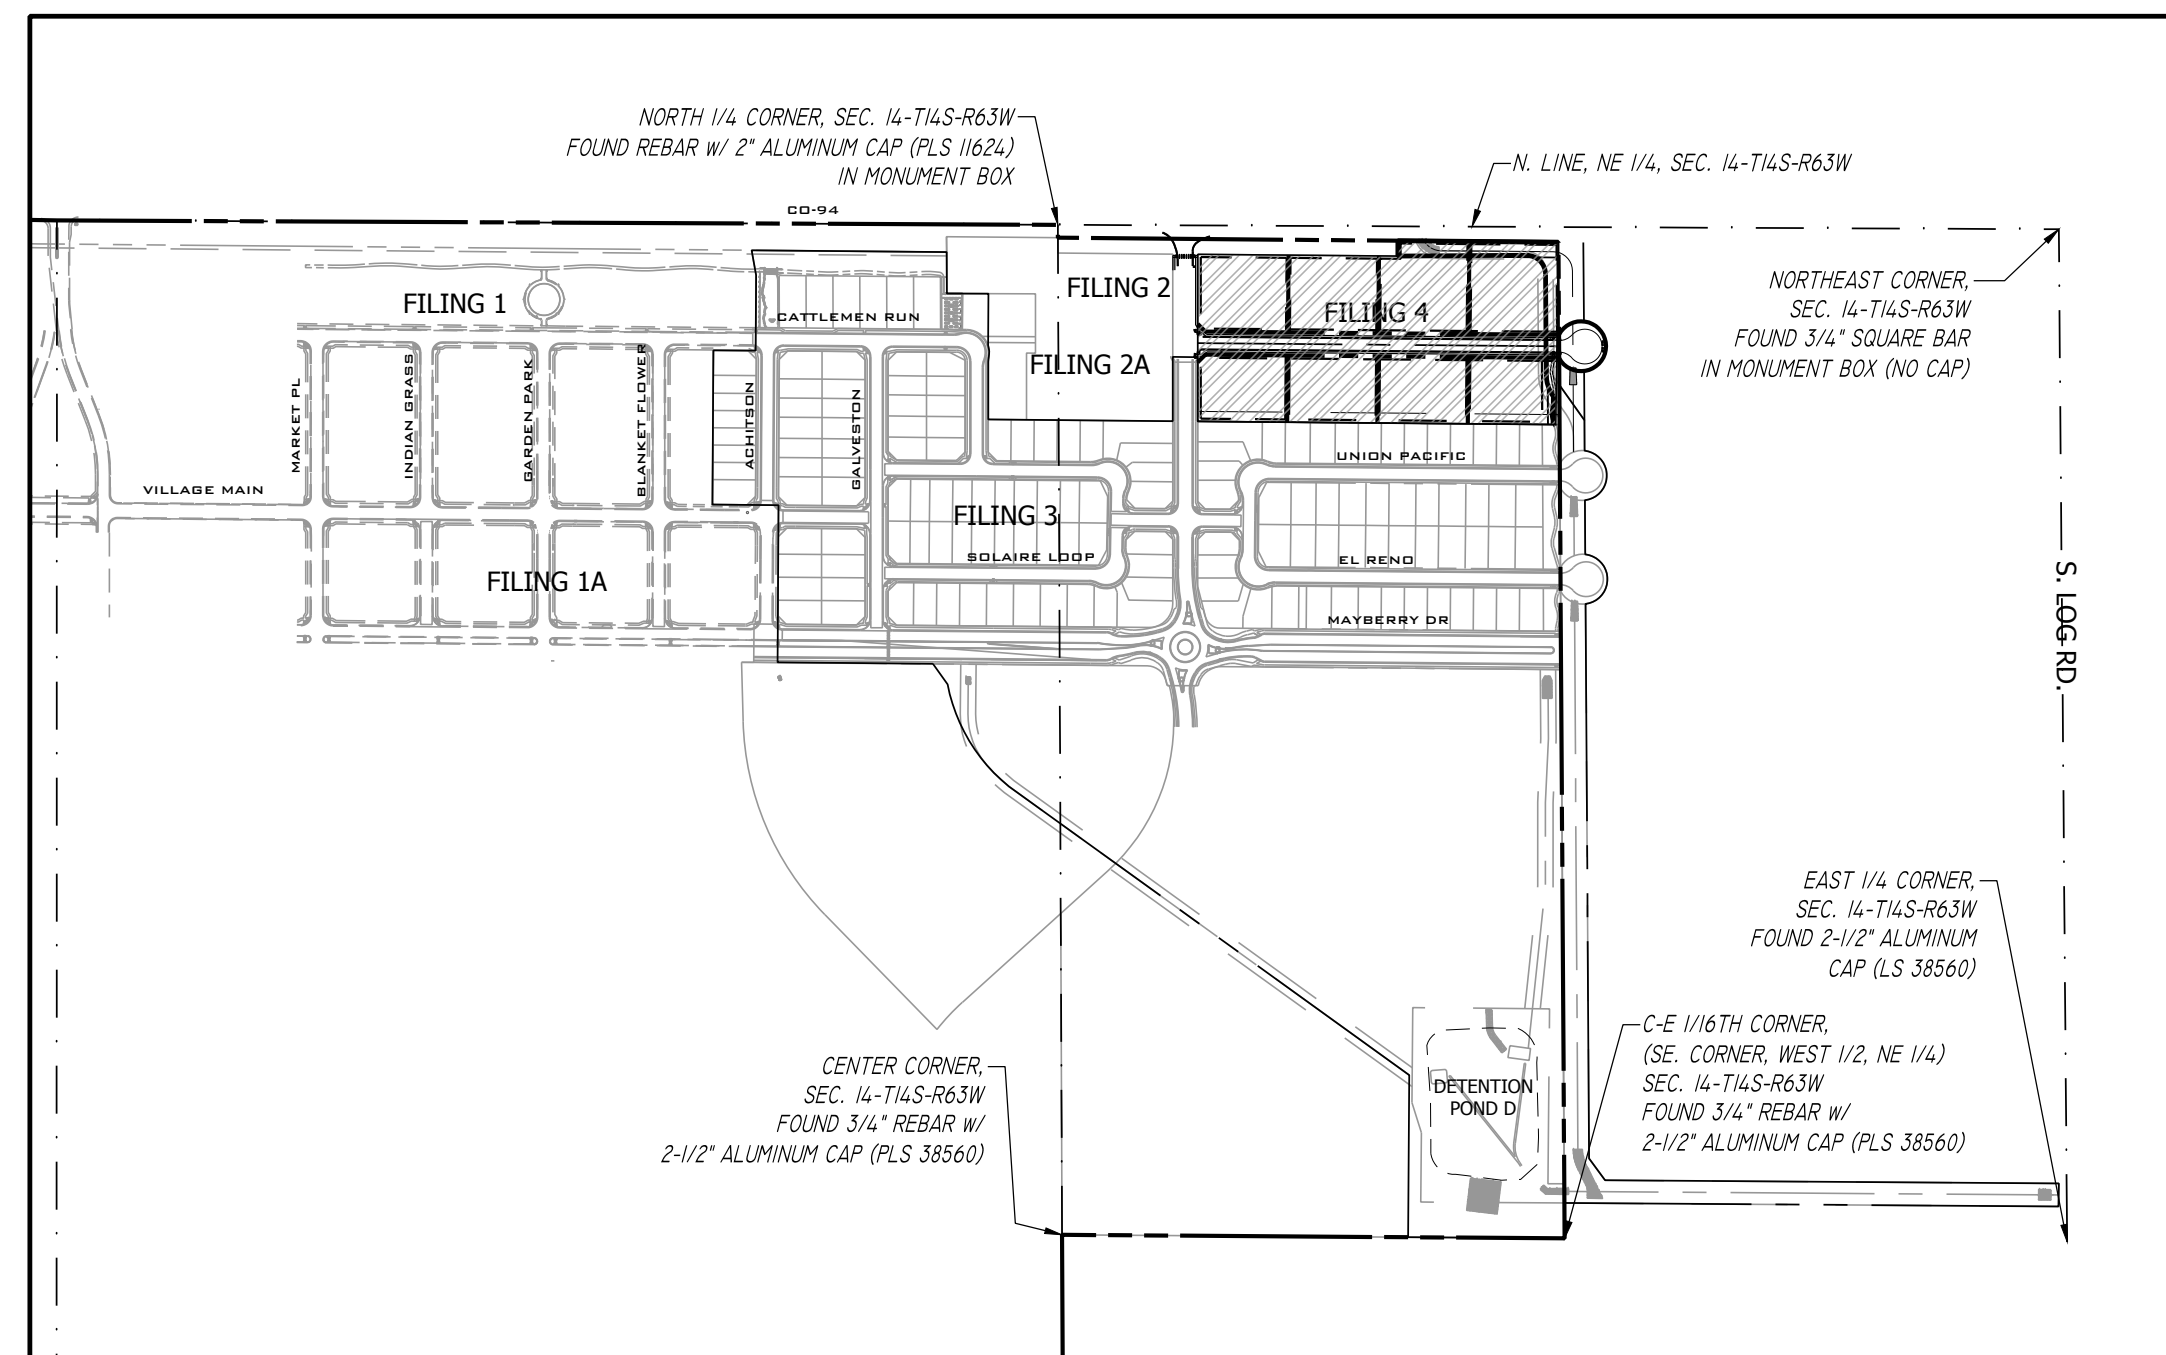 NORTH 1/4 CORNER, SEC. 14-T14S-R63W
FOUND REBAR W/ 2" ALUMINUM CAP (PLS 11624)
IN MONUMENT BOX
N. LINE, NE 1/4, SEC. 14-T14S-R63W
CO-94
NORTHEAST CORNER,
SEC. 14-T14S-R63W
FOUND 3/4" SQUARE BAR
IN MONUMENT BOX (NO CAP)
FILING 1
FILING 2
FILING 4
CATTLEMEN RUN
FILING 2A
MARKET PL
INDIAN GRASS
GARDEN PARK
BLANKET FLOWER
ACHITSON
GALVESTON
UNION PACIFIC
VILLAGE MAIN
FILING 3
SOLAIRE LOOP
EL RENO
FILING 1A
MAYBERRY DR
S. LOG RD.
EAST 1/4 CORNER,
SEC. 14-T14S-R63W
FOUND 2-1/2" ALUMINUM
CAP (LS 38560)
C-E 1/16TH CORNER,
(SE. CORNER, WEST 1/2, NE 1/4)
SEC. 14-T14S-R63W
FOUND 3/4" REBAR W/
2-1/2" ALUMINUM CAP (PLS 38560)
CENTER CORNER,
SEC. 14-T14S-R63W
FOUND 3/4" REBAR W/
2-1/2" ALUMINUM CAP (PLS 38560)
DETENTION
POND D